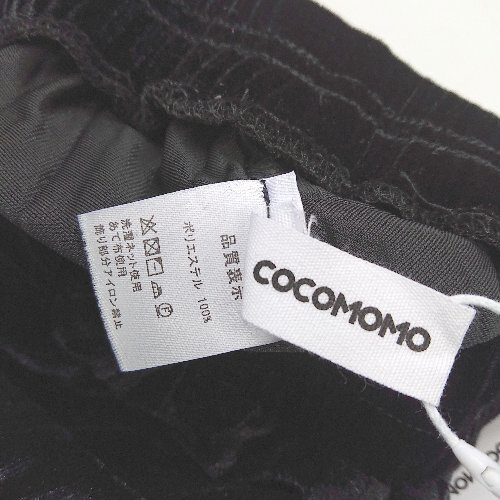 品質表示
ポリエステル 100%
洗濯ネット使用
あて布使用
飾り部分アイロン禁止
COCOMOMO